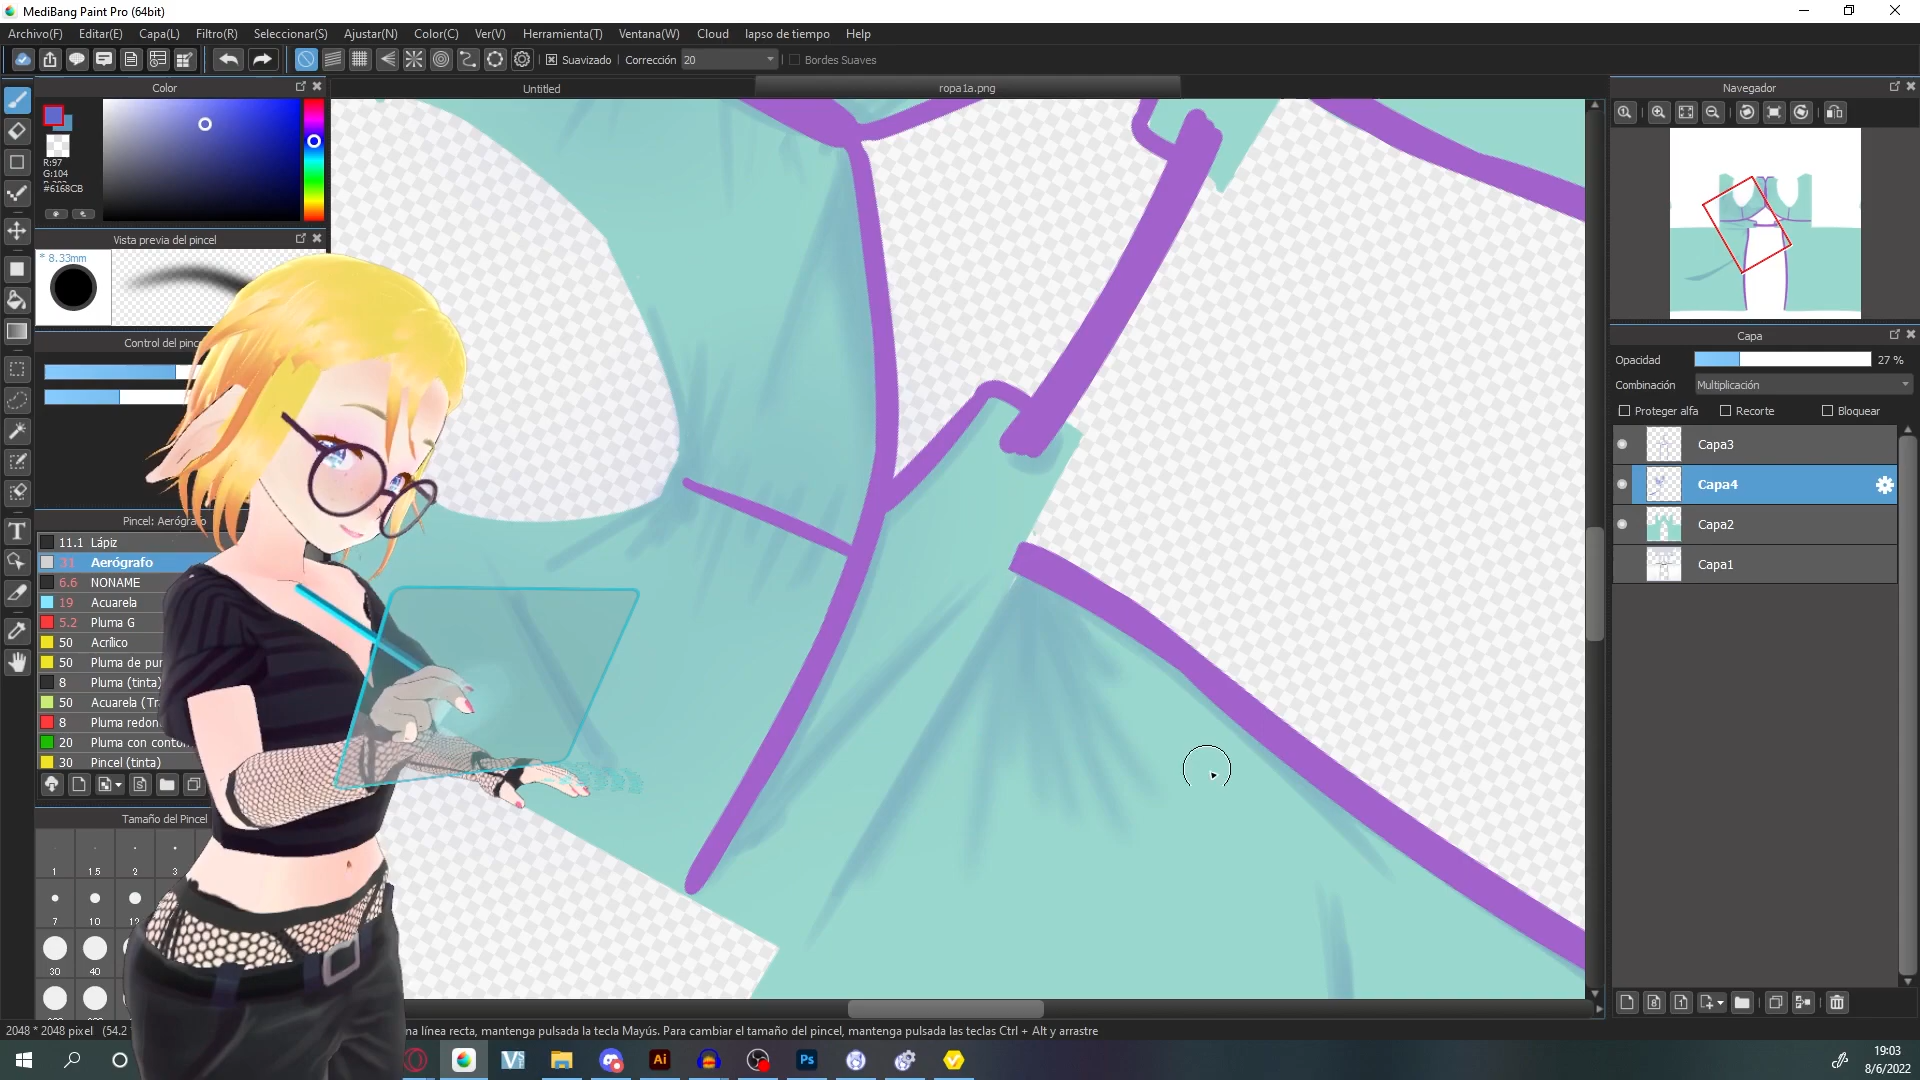 MediBang Paint Pro (64bit)
Archivo(F) Editar(E) Capa(L) Filtro(R) Seleccionar(S) Ajustar(N) Color(C) Ver(V) Herramienta(T) Ventana(W) Cloud lapso de tiempo Help
Suavizado Corrección 20 Bordes Suaves
Color
Untitled
ropa1a.png
Navegador
R:97
G:104
#6168CB
Vista previa del pincel
* 8.33mm
Control del pinc
Capa
Opacidad 27 %
Combinación Multiplicación
Proteger alfa Recorte Bloquear
Capa3
Capa4
Capa2
Capa1
Pincel: Aerógrafo
11.1 Lápiz
31 Aerógrafo
6.6 NONAME
19 Acuarela
5.2 Pluma G
50 Acrílico
50 Pluma de pu
8 Pluma (tinta)
50 Acuarela (Tr
8 Pluma redon
20 Pluma con conto
30 Pincel (tinta)
Tamaño del Pincel
1 1.5 2 3
7 10 12
30 40
2048 * 2048 pixel (54.2
na línea recta, mantenga pulsada la tecla Mayús. Para cambiar el tamaño del pincel, mantenga pulsada las teclas Ctrl + Alt y arrastre
Ai
Ps
19:03
8/6/2022